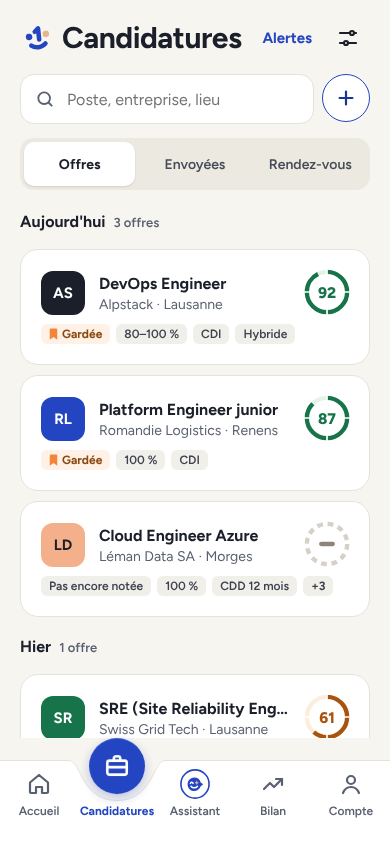 Candidatures
Alertes
Poste, entreprise, lieu
Offres
Envoyées
Rendez-vous
Aujourd'hui 3 offres
AS
DevOps Engineer
Alpstack · Lausanne
92
Gardée 80–100 % CDI Hybride
RL
Platform Engineer junior
Romandie Logistics · Renens
87
Gardée 100 % CDI
LD
Cloud Engineer Azure
Léman Data SA · Morges
Pas encore notée 100 % CDD 12 mois +3
Hier 1 offre
SR
SRE (Site Reliability Eng...
Swiss Grid Tech · Lausanne
61
Accueil
Candidatures
Assistant
Bilan
Compte